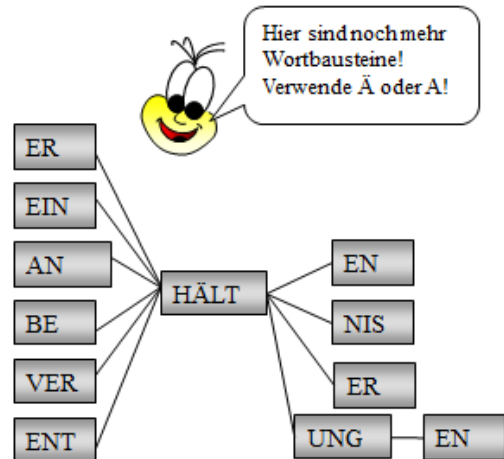 Hier sind noch mehr
Wortbausteine!
Verwende Ä oder A!
ER
EIN
AN
BE
VER
ENT
HÄLT
EN
NIS
ER
UNG
EN